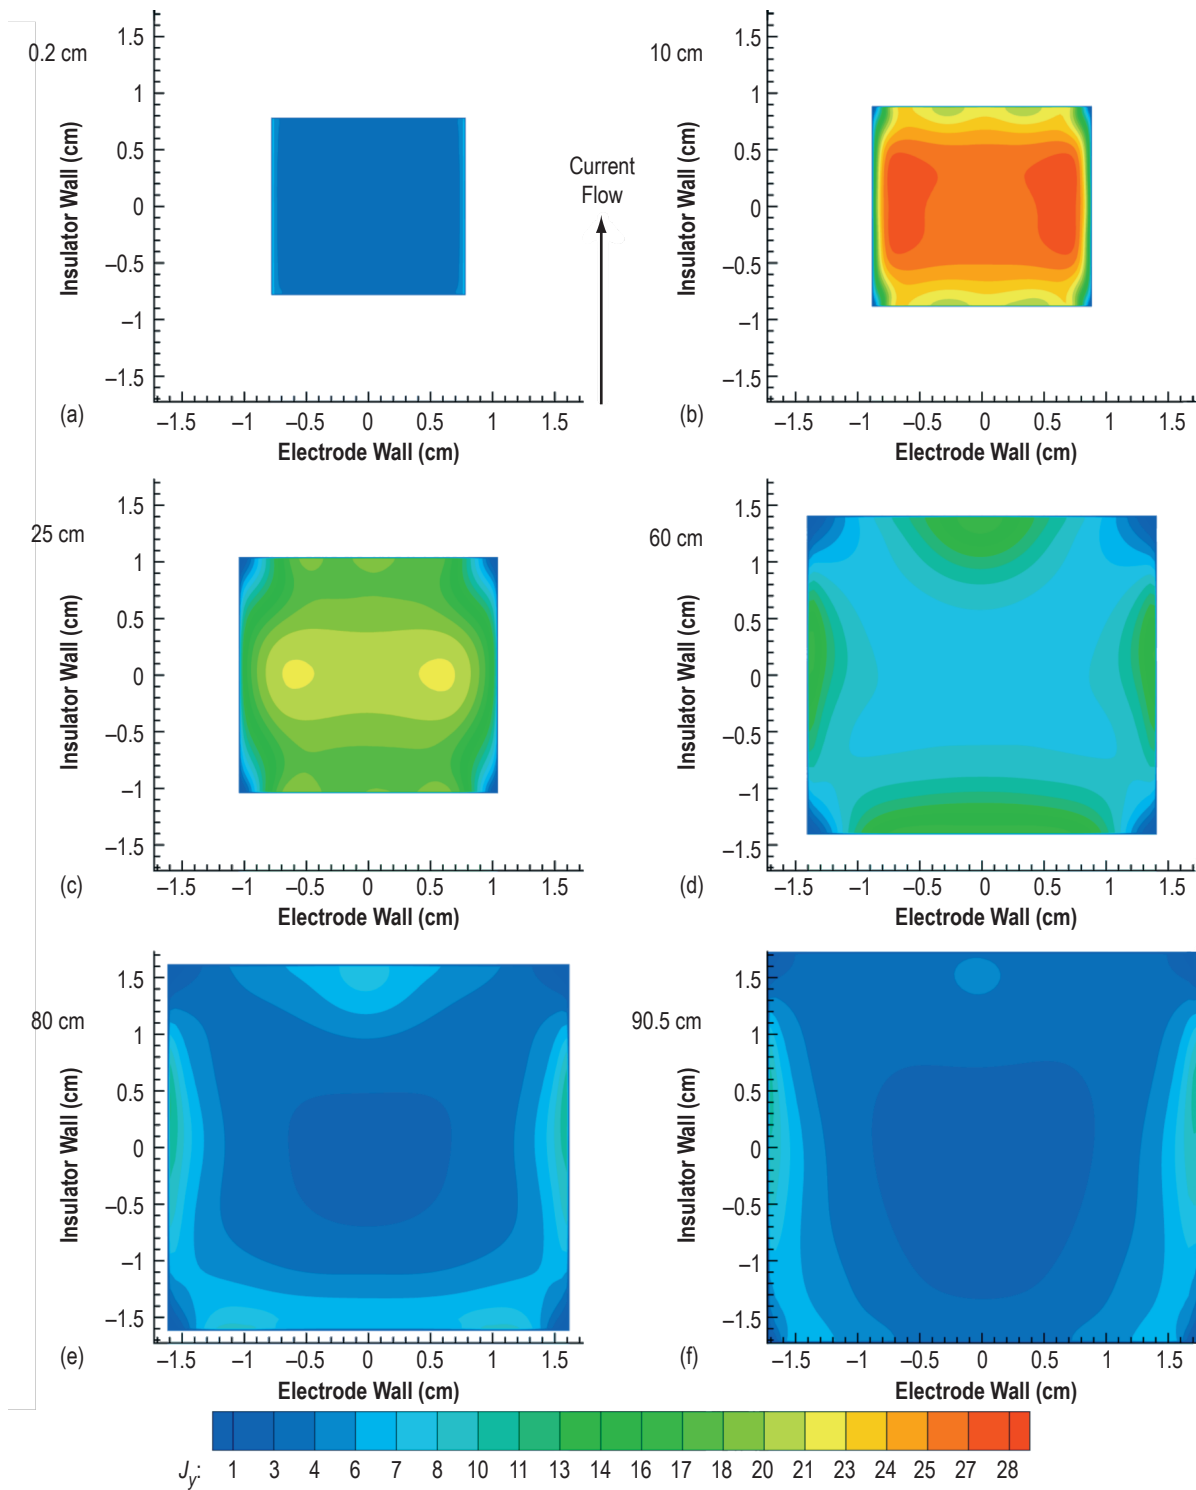 0.2 cm
1.5
1
0.5
0
–0.5
–1
–1.5
Insulator Wall (cm)
(a)
–1.5 –1 –0.5 0 0.5 1 1.5
Electrode Wall (cm)
Current
Flow
10 cm
1.5
1
0.5
0
–0.5
–1
–1.5
Insulator Wall (cm)
(b)
–1.5 –1 –0.5 0 0.5 1 1.5
Electrode Wall (cm)
25 cm
1.5
1
0.5
0
–0.5
–1
–1.5
Insulator Wall (cm)
(c)
–1.5 –1 –0.5 0 0.5 1 1.5
Electrode Wall (cm)
60 cm
1.5
1
0.5
0
–0.5
–1
–1.5
Insulator Wall (cm)
(d)
–1.5 –1 –0.5 0 0.5 1 1.5
Electrode Wall (cm)
80 cm
1.5
1
0.5
0
–0.5
–1
–1.5
Insulator Wall (cm)
(e)
–1.5 –1 –0.5 0 0.5 1 1.5
Electrode Wall (cm)
90.5 cm
1.5
1
0.5
0
–0.5
–1
–1.5
Insulator Wall (cm)
(f)
–1.5 –1 –0.5 0 0.5 1 1.5
Electrode Wall (cm)
Jy: 1 3 4 6 7 8 10 11 13 14 16 17 18 20 21 23 24 25 27 28